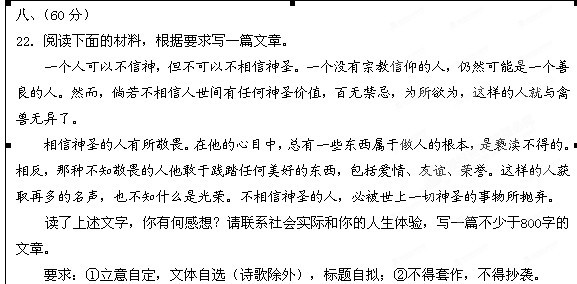 八、（60 分）
22．阅读下面的材料，根据要求写一篇文章。
一个人可以不信神，但不可以不相信神圣。一个没有宗教信仰的人，仍然可能是一个善
良的人。然而，倘若不相信人世间有任何神圣价值，百无禁忌，为所欲为，这样的人就与禽
兽无异了。
相信神圣的人有所敬畏。在他的心目中，总有一些东西属于做人的根本，是亵渎不得的。
相反，那种不知敬畏的人他敢于践踏任何美好的东西，包括爱情、友谊、荣誉。这样的人获
取再多的名声，也不知什么是光荣。不相信神圣的人，必被世上一切神圣的事物所抛弃。
读了上述文字，你有何感想？请联系社会实际和你的人生体验，写一篇不少于800字的
文章。
要求：①立意自定，文体自选（诗歌除外），标题自拟；②不得套作，不得抄袭。